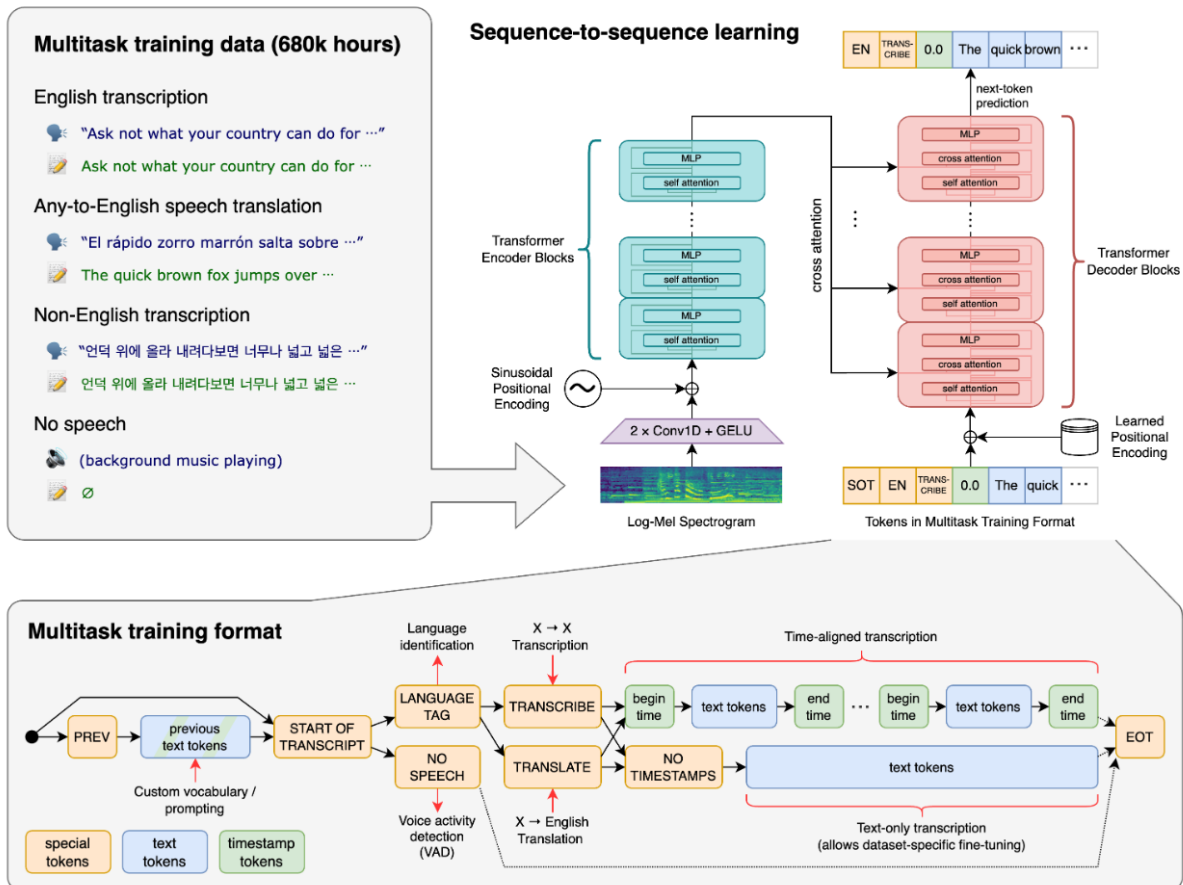 Multitask training data (680k hours)
English transcription
“Ask not what your country can do for ⋯”
Ask not what your country can do for ⋯
Any-to-English speech translation
“El rápido zorro marrón salta sobre ⋯”
The quick brown fox jumps over ⋯
Non-English transcription
“언덕 위에 올라 내려다보면 너무나 넓고 넓은 ⋯”
언덕 위에 올라 내려다보면 너무나 넓고 넓은 ⋯
No speech
(background music playing)
∅
Sequence-to-sequence learning
EN
TRANS-
CRIBE
0.0
The
quick
brown
⋯
next-token
prediction
MLP
self attention
MLP
self attention
MLP
self attention
Transformer
Encoder Blocks
cross attention
MLP
cross attention
self attention
MLP
cross attention
self attention
MLP
cross attention
self attention
Transformer
Decoder Blocks
Sinusoidal
Positional
Encoding
2 × Conv1D + GELU
Log-Mel Spectrogram
Learned
Positional
Encoding
SOT
EN
TRANS-
CRIBE
0.0
The
quick
⋯
Tokens in Multitask Training Format
Multitask training format
Language
identification
X → X
Transcription
Time-aligned transcription
PREV
previous
text tokens
START OF
TRANSCRIPT
LANGUAGE
TAG
NO
SPEECH
TRANSCRIBE
TRANSLATE
begin
time
text tokens
end
time
⋯
begin
time
text tokens
end
time
NO
TIMESTAMPS
text tokens
EOT
Custom vocabulary /
prompting
Voice activity
detection
(VAD)
X → English
Translation
Text-only transcription
(allows dataset-specific fine-tuning)
special
tokens
text
tokens
timestamp
tokens